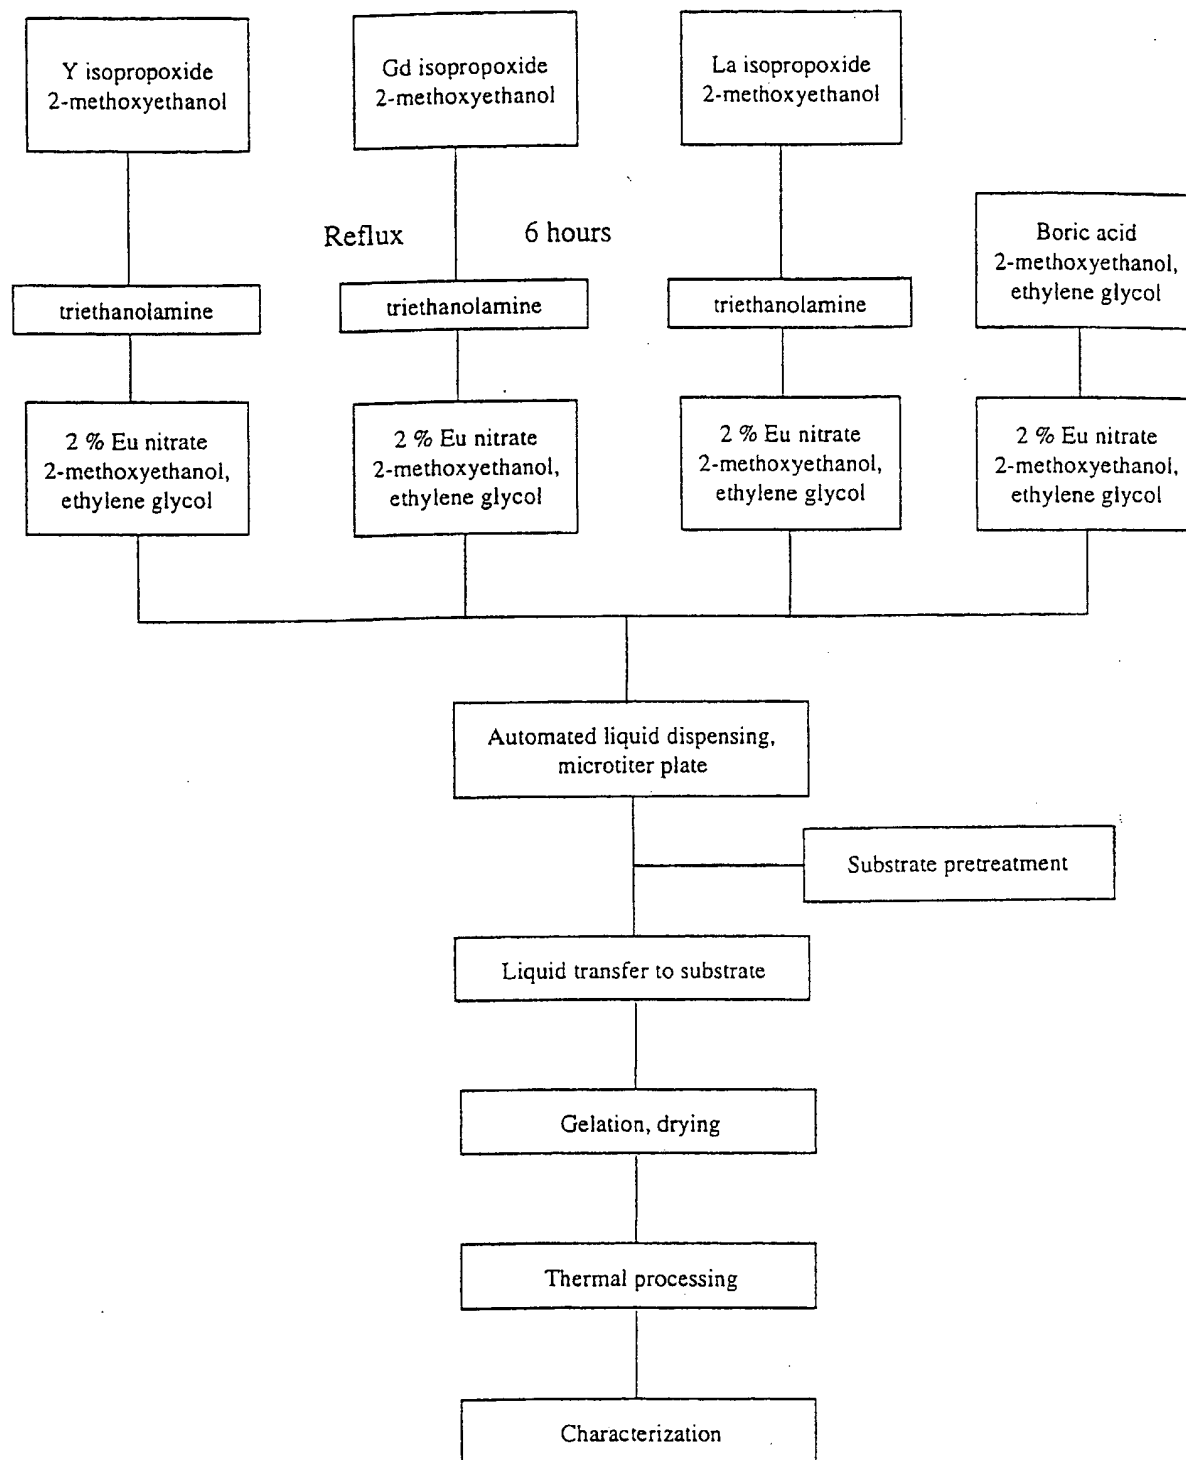 Y isopropoxide
2-methoxyethanol
Gd isopropoxide
2-methoxyethanol
La isopropoxide
2-methoxyethanol
Reflux
6 hours
Boric acid
2-methoxyethanol,
ethylene glycol
triethanolamine
triethanolamine
triethanolamine
2 % Eu nitrate
2-methoxyethanol,
ethylene glycol
2 % Eu nitrate
2-methoxyethanol,
ethylene glycol
2 % Eu nitrate
2-methoxyethanol,
ethylene glycol
2 % Eu nitrate
2-methoxyethanol,
ethylene glycol
Automated liquid dispensing,
microtiter plate
Substrate pretreatment
Liquid transfer to substrate
Gelation, drying
Thermal processing
Characterization